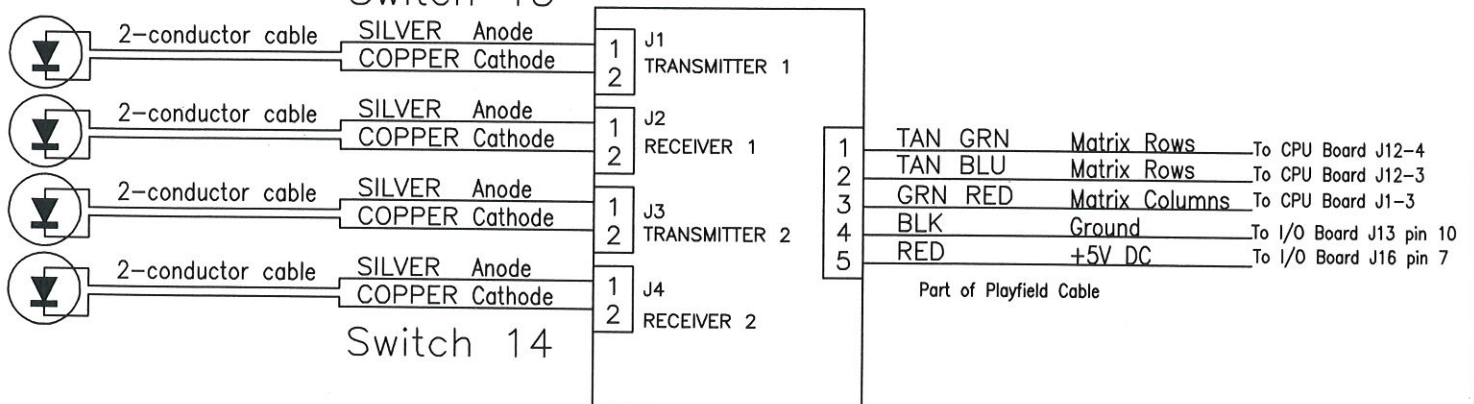 2-conductor cable SILVER Anode
COPPER Cathode
1 J1
2 TRANSMITTER 1
2-conductor cable SILVER Anode
COPPER Cathode
1 J2
2 RECEIVER 1
2-conductor cable SILVER Anode
COPPER Cathode
1 J3
2 TRANSMITTER 2
2-conductor cable SILVER Anode
COPPER Cathode
1 J4
2 RECEIVER 2
Switch 14
1 TAN GRN Matrix Rows To CPU Board J12-4
2 TAN BLU Matrix Rows To CPU Board J12-3
3 GRN RED Matrix Columns To CPU Board J1-3
4 BLK Ground To I/O Board J13 pin 10
5 RED +5V DC To I/O Board J16 pin 7
Part of Playfield Cable